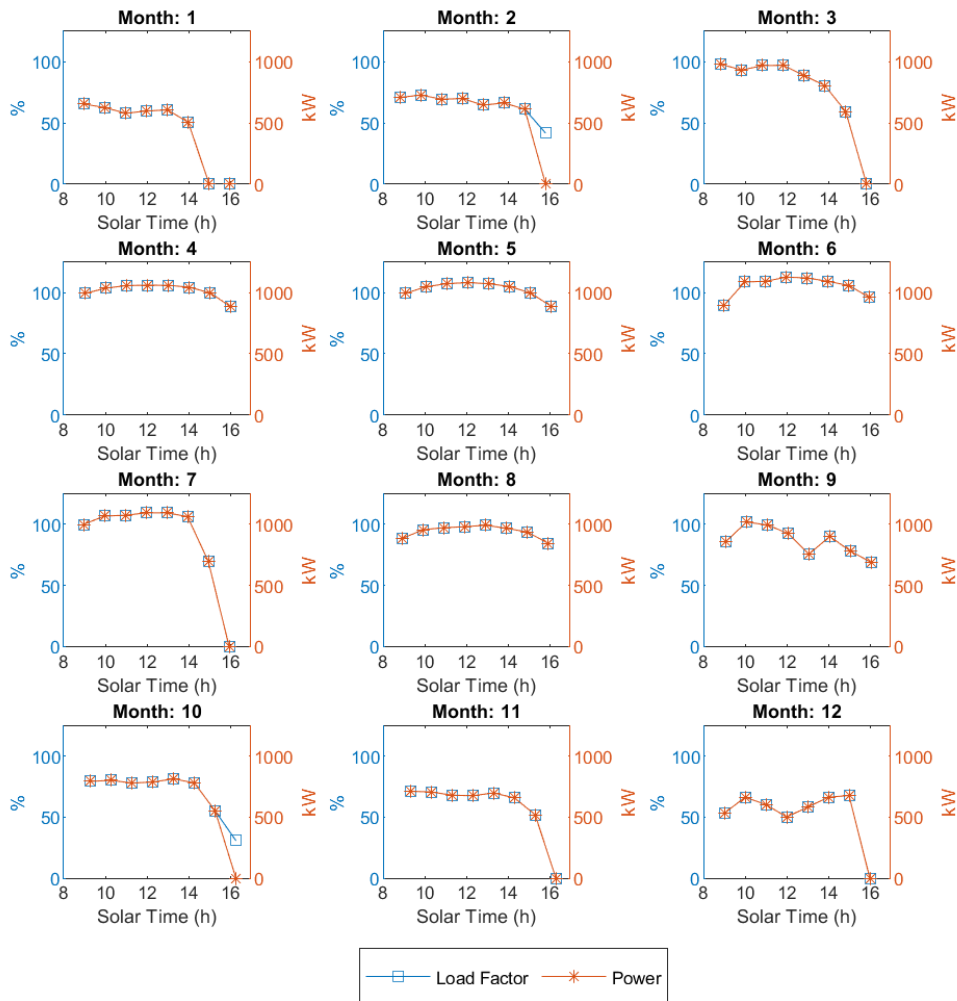 Month: 1 Month: 2 Month: 3
100 1000 100 1000 100 1000
% kW % kW % kW
50 500 50 500 50 500
0 0 0 0 0 0
8 10 12 14 16 8 10 12 14 16 8 10 12 14 16
Solar Time (h) Solar Time (h) Solar Time (h)
Month: 4 Month: 5 Month: 6
100 1000 100 1000 100 1000
% kW % kW % kW
50 500 50 500 50 500
0 0 0 0 0 0
8 10 12 14 16 8 10 12 14 16 8 10 12 14 16
Solar Time (h) Solar Time (h) Solar Time (h)
Month: 7 Month: 8 Month: 9
100 1000 100 1000 100 1000
% kW % kW % kW
50 500 50 500 50 500
0 0 0 0 0 0
8 10 12 14 16 8 10 12 14 16 8 10 12 14 16
Solar Time (h) Solar Time (h) Solar Time (h)
Month: 10 Month: 11 Month: 12
100 1000 100 1000 100 1000
% kW % kW % kW
50 500 50 500 50 500
0 0 0 0 0 0
8 10 12 14 16 8 10 12 14 16 8 10 12 14 16
Solar Time (h) Solar Time (h) Solar Time (h)
Load Factor Power